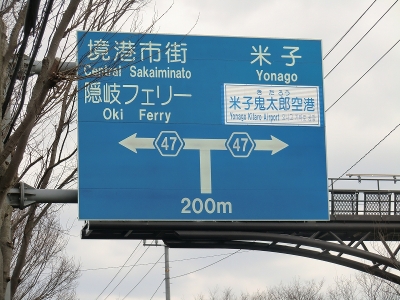 境港市街
Central Sakaiminato
隠岐フェリー
Oki Ferry
米子
Yonago
きたろう
米子鬼太郎空港
Yonago Kitaro Airport
47
47
200m